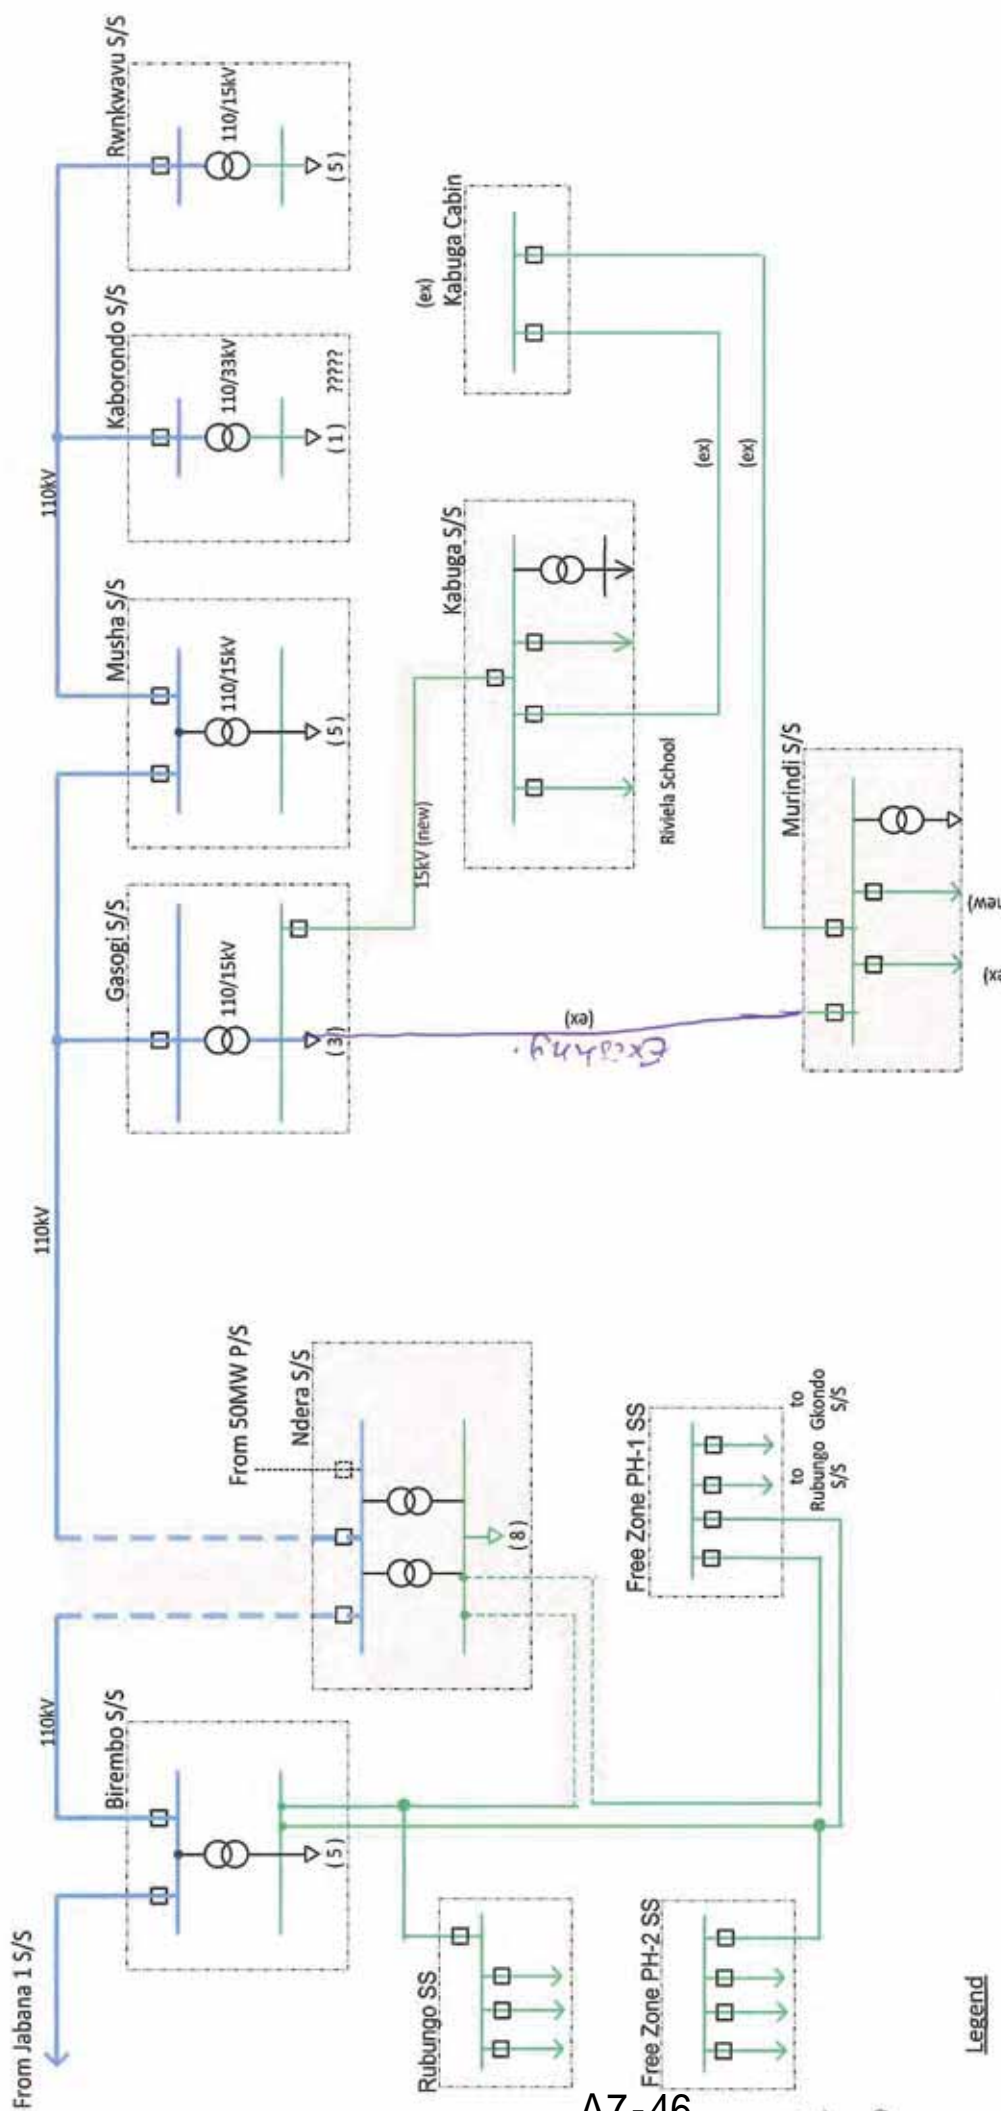 From Jabana 1 S/S
110kV
110kV
110kV
Birembo S/S
( 5 )
From 50MW P/S
Ndera S/S
( 8 )
Gasogi S/S
110/15kV
(3)
Musha S/S
110/15kV
( 5 )
Kaborondo S/S
110/33kV
( 1 )
?????
Rwnkwavu S/S
110/15kV
( 5 )
15kV (new)
Kabuga S/S
Riviela School
(ex)
Kabuga Cabin
(ex)
(ex)
(ex)
Existing.
Murindi S/S
Rubungo SS
Free Zone PH-2 SS
Free Zone PH-1 SS
to
Rubungo
S/S
to
Gkondo
S/S
Legend
A7-46